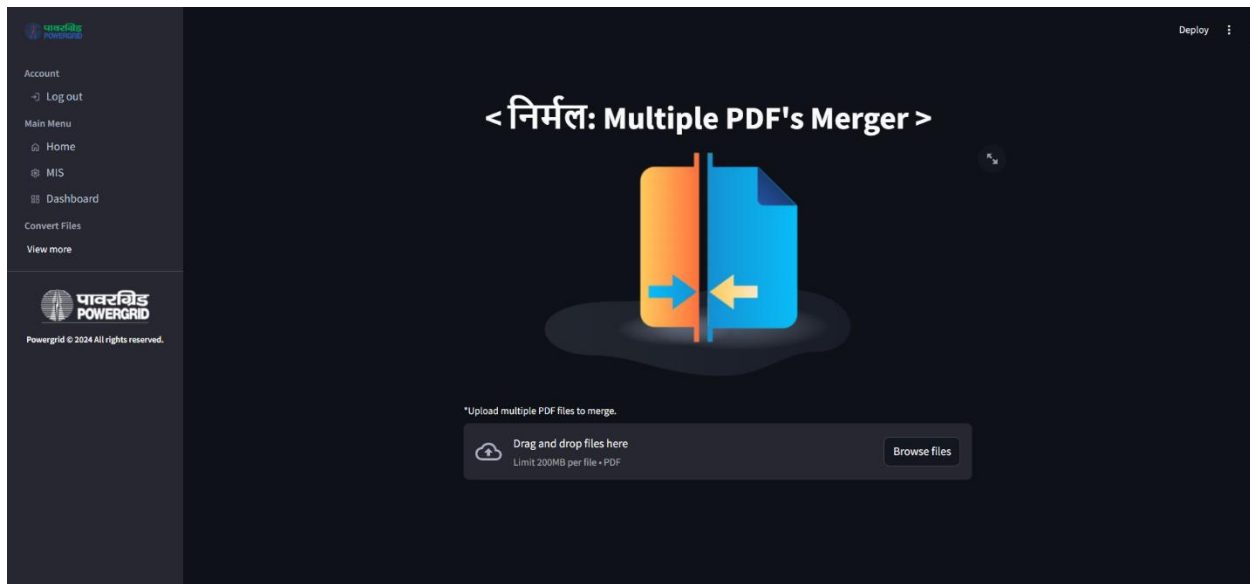 पावरग्रिड
POWERGRID
Account
Log out
Main Menu
Home
MIS
Dashboard
Convert Files
View more
पावरग्रिड
POWERGRID
Powergrid © 2024 All rights reserved.
Deploy
< निर्मल: Multiple PDF's Merger >
*Upload multiple PDF files to merge.
Drag and drop files here
Limit 200MB per file • PDF
Browse files